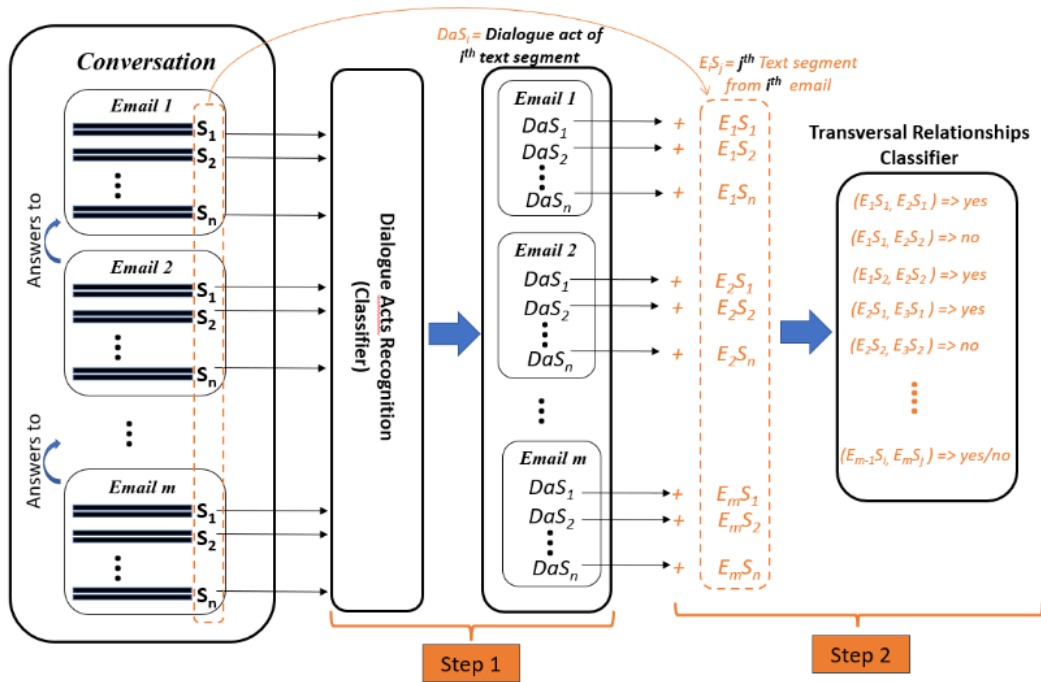 Conversation
Email 1
S1
S2
Sn
Answers to
Email 2
S1
S2
Sn
Answers to
Email m
S1
S2
Sn
Dialogue Acts Recognition
(Classifier)
DaSi = Dialogue act of
ith text segment
Email 1
DaS1
DaS2
DaSn
Email 2
DaS1
DaS2
DaSn
Email m
DaS1
DaS2
DaSn
EiSj = jth Text segment
from ith email
+ E1S1
+ E1S2
+ E1Sn
+ E2S1
+ E2S2
+ E2Sn
+ EmS1
+ EmS2
+ EmSn
Transversal Relationships
Classifier
(E1S1, E2S1 ) => yes
(E1S1, E2S2 ) => no
(E1S2, E2S2 ) => yes
(E2S1, E3S1 ) => yes
(E2S2, E3S2 ) => no
(Em-1Si, EmSj ) => yes/no
Step 1
Step 2